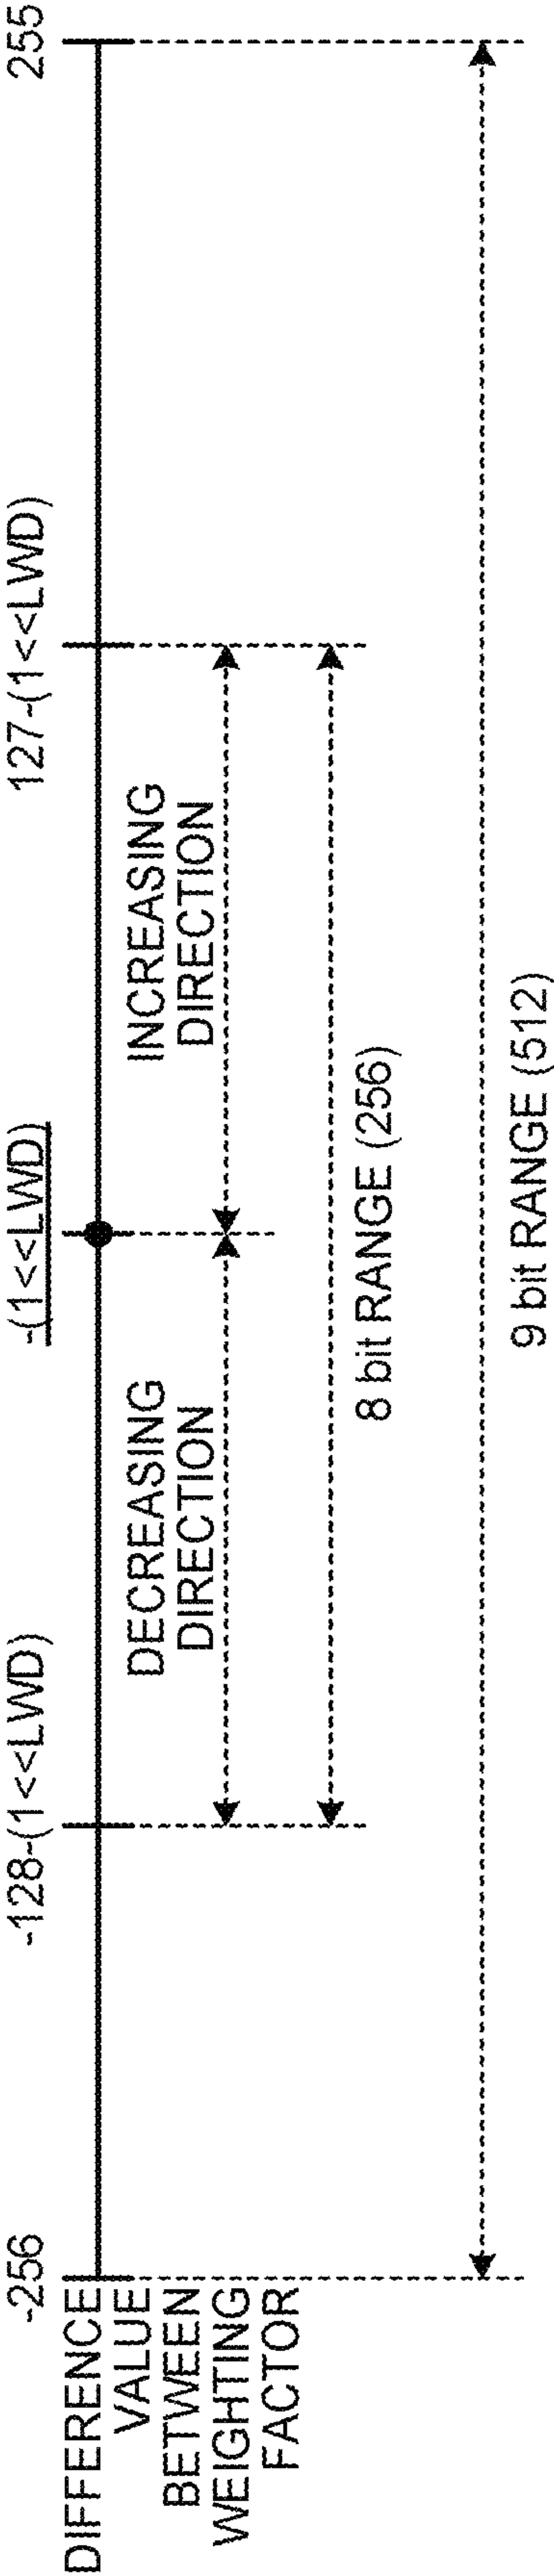 -256
-128-(1<<LWD)
-(1<<LWD)
127-(1<<LWD)
255
DIFFERENCE
VALUE
BETWEEN
WEIGHTING
FACTOR
DECREASING
DIRECTION
INCREASING
DIRECTION
8 bit RANGE (256)
9 bit RANGE (512)